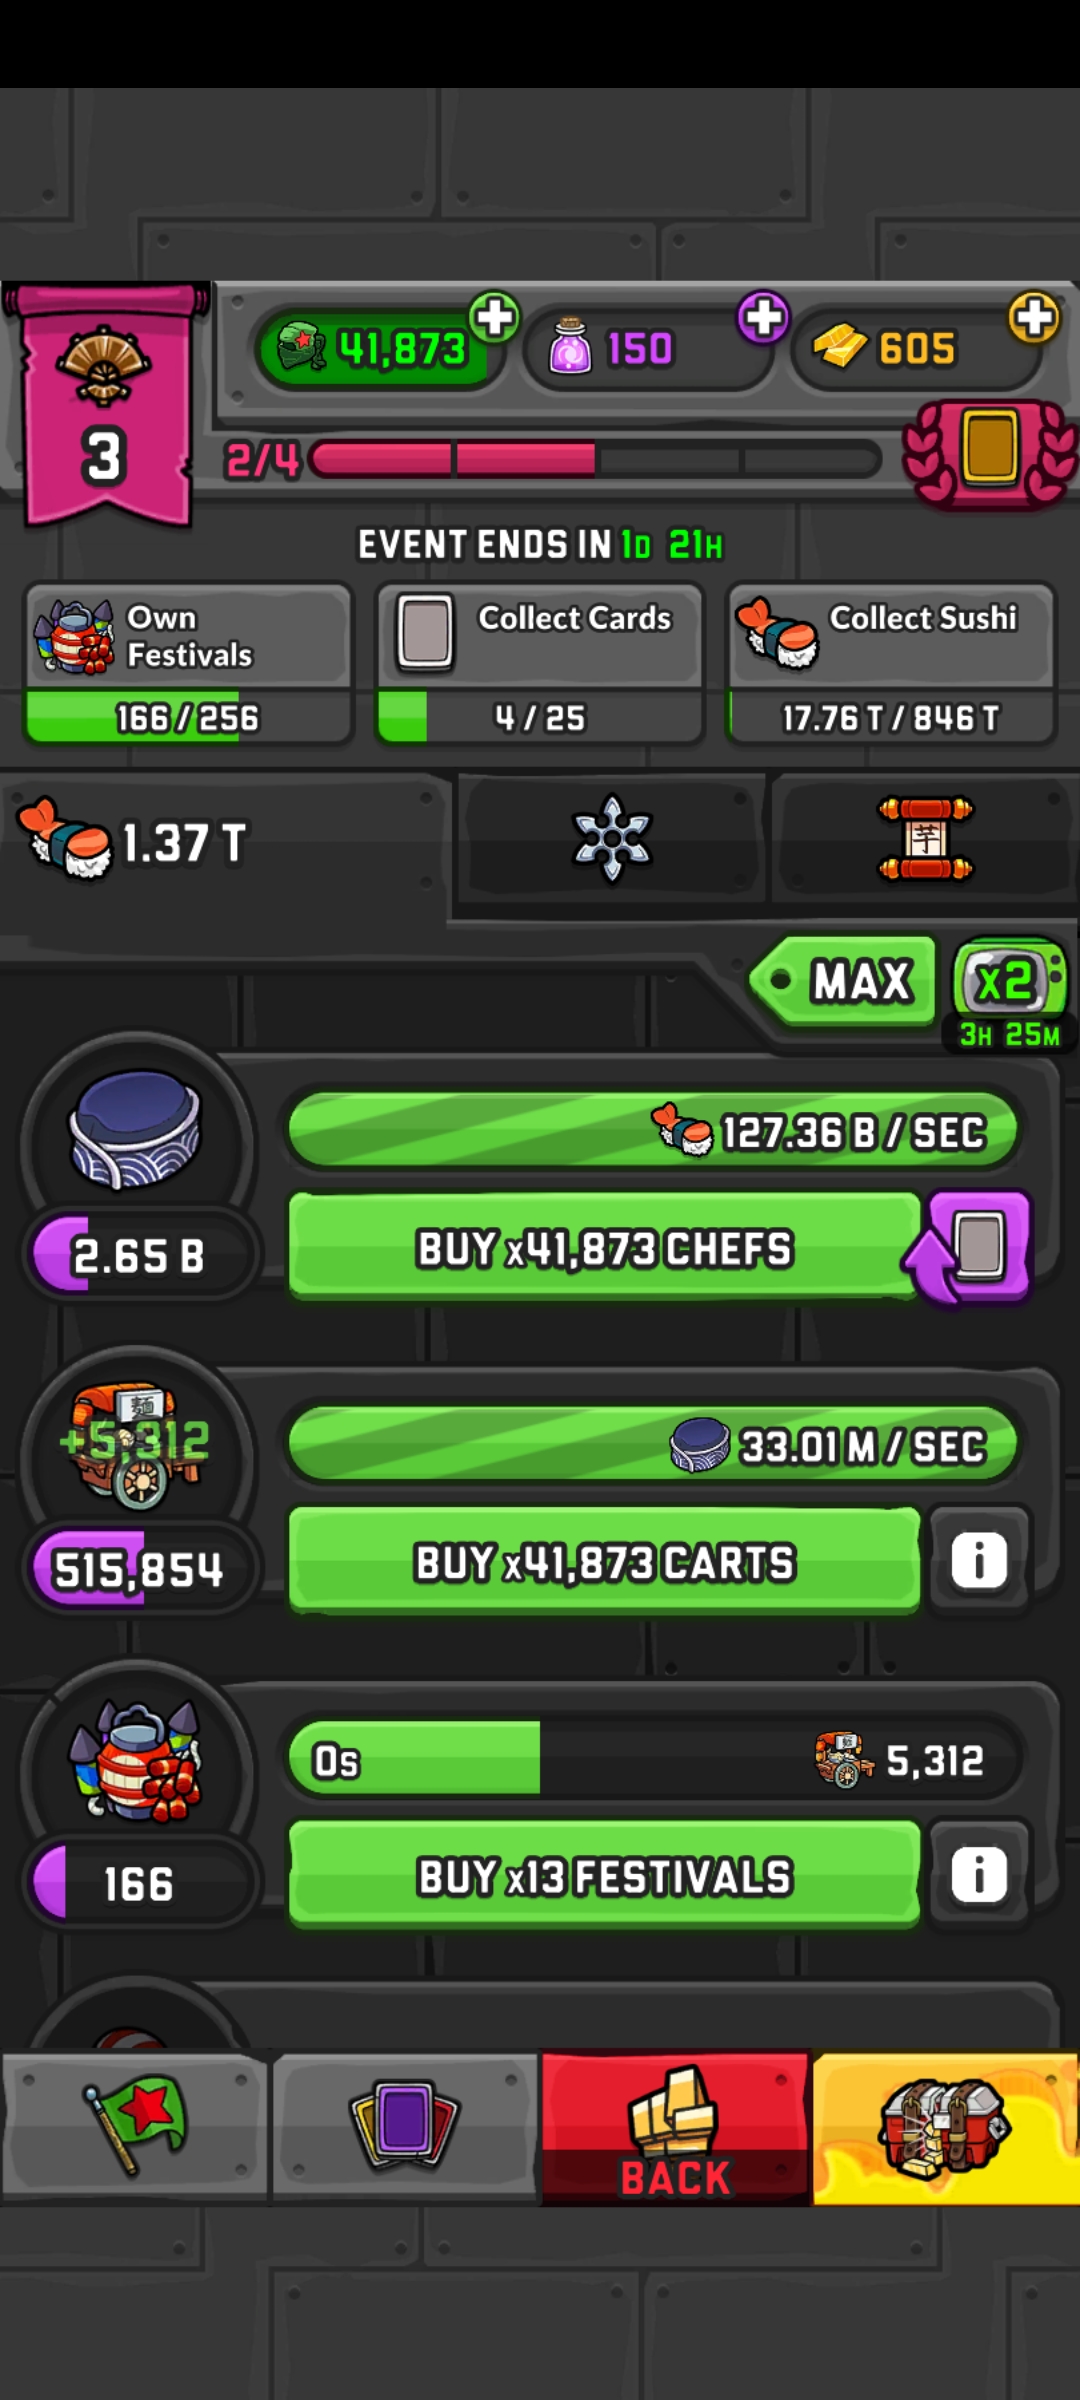 3
41,873
150
605
2/4
EVENT ENDS IN 1D 21H
Own
Festivals
166 / 256
Collect Cards
4 / 25
Collect Sushi
17.76 T / 846 T
1.37 T
芋
MAX
x2
3H 25M
127.36 B / SEC
2.65 B
BUY x41,873 CHEFS
麺
+5,312
33.01 M / SEC
515,854
BUY x41,873 CARTS
i
0s
5,312
166
BUY x13 FESTIVALS
i
BACK